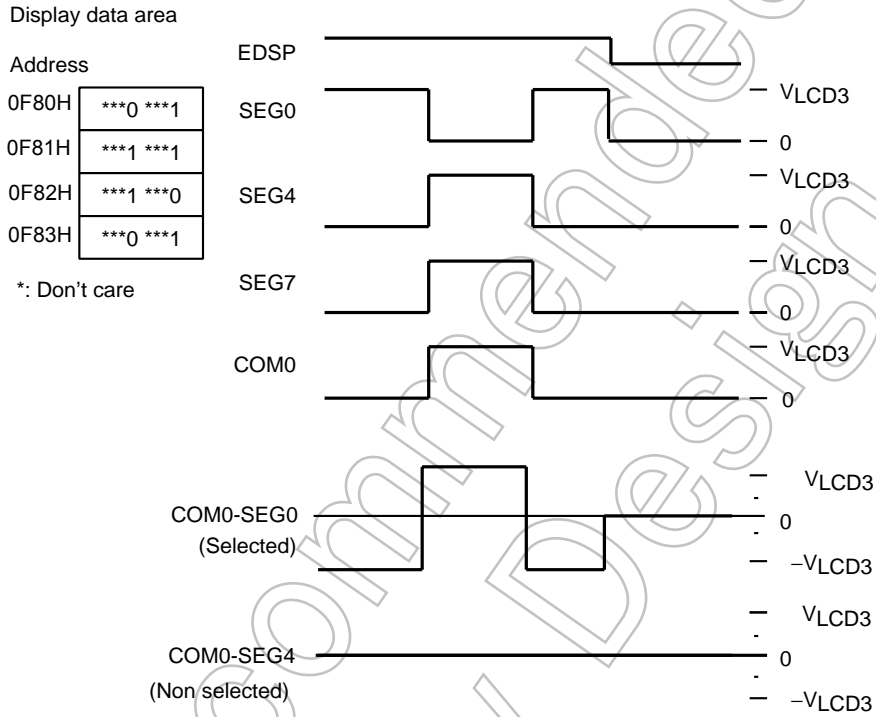 Display data area
Address
0F80H ***0 ***1
0F81H ***1 ***1
0F82H ***1 ***0
0F83H ***0 ***1
*: Don't care
EDSP
SEG0
VLCD3
0
SEG4
VLCD3
0
SEG7
VLCD3
0
COM0
VLCD3
0
COM0-SEG0
(Selected)
VLCD3
0
−VLCD3
COM0-SEG4
(Non selected)
VLCD3
0
−VLCD3